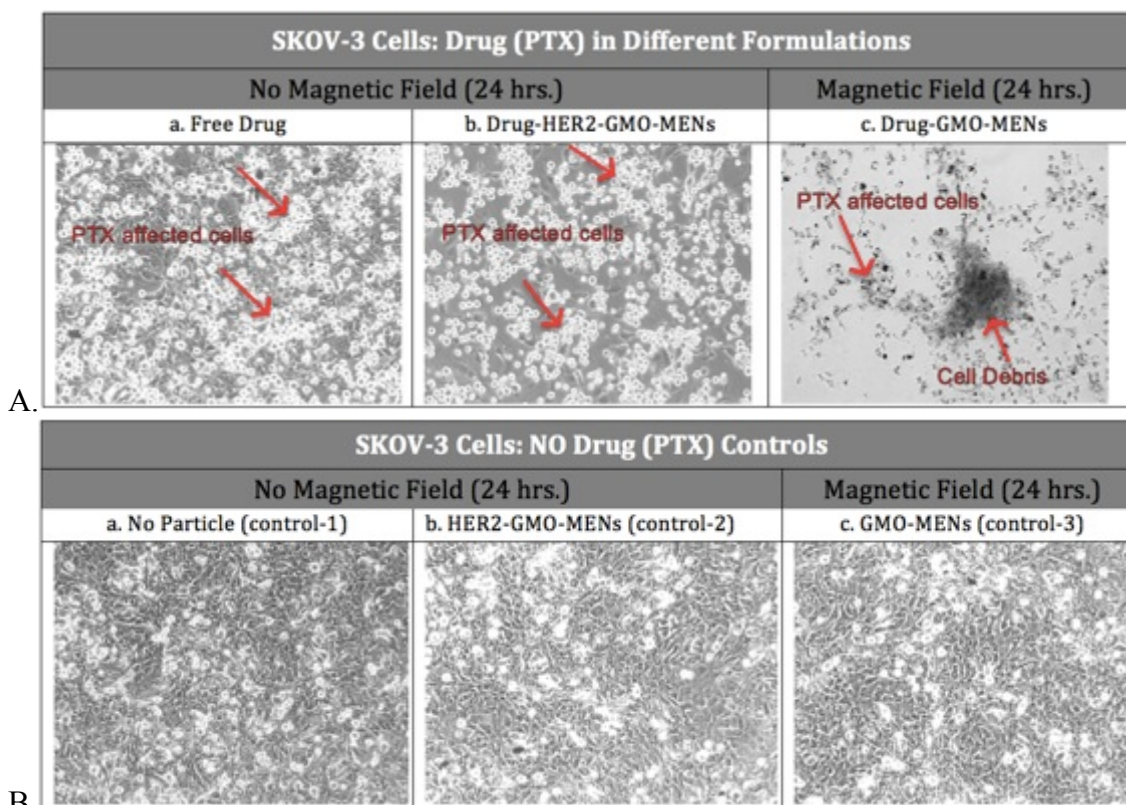 SKOV-3 Cells: Drug (PTX) in Different Formulations
No Magnetic Field (24 hrs.) Magnetic Field (24 hrs.)
a. Free Drug b. Drug-HER2-GMO-MENs c. Drug-GMO-MENs
PTX affected cells PTX affected cells PTX affected cells
Cell Debris
A.
SKOV-3 Cells: NO Drug (PTX) Controls
No Magnetic Field (24 hrs.) Magnetic Field (24 hrs.)
a. No Particle (control-1) b. HER2-GMO-MENs (control-2) c. GMO-MENs (control-3)
B